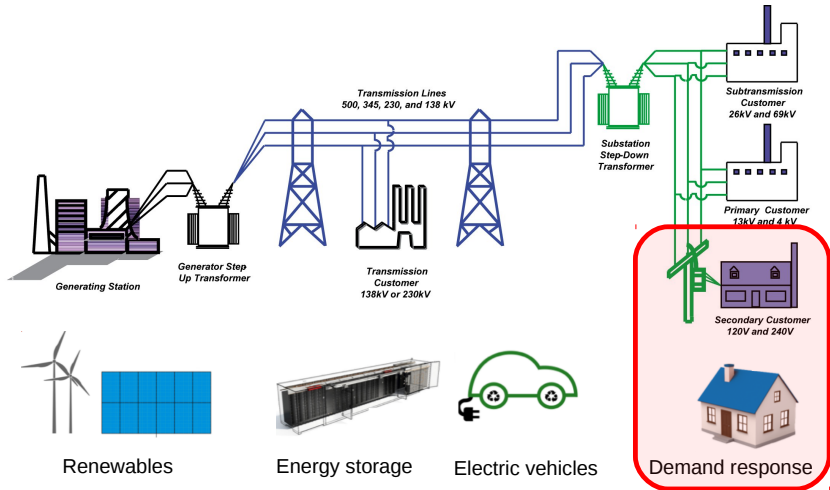 Transmission Lines
500, 345, 230, and 138 kV
Substation
Step-Down
Transformer
Subtransmission
Customer
26kV and 69kV
Primary Customer
13kV and 4 kV
Generating Station
Generator Step
Up Transformer
Transmission
Customer
138kV or 230kV
Secondary Customer
120V and 240V
Renewables
Energy storage
Electric vehicles
Demand response